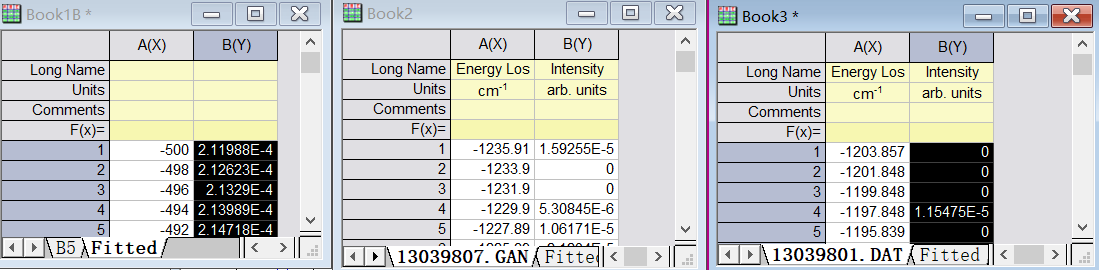 Book1B *
A(X) B(Y)
Long Name
Units
Comments
F(x)=
1 -500 2.11988E-4
2 -498 2.12623E-4
3 -496 2.1329E-4
4 -494 2.13989E-4
5 -492 2.14718E-4
B5 Fitted
Book2
A(X) B(Y)
Long Name Energy Los Intensity
Units cm-1 arb. units
Comments
F(x)=
1 -1235.91 1.59255E-5
2 -1233.9 0
3 -1231.9 0
4 -1229.9 5.30845E-6
5 -1227.89 1.06171E-5
13039807.GAN Fitted
Book3 *
A(X) B(Y)
Long Name Energy Los Intensity
Units cm-1 arb. units
Comments
F(x)=
1 -1203.857 0
2 -1201.848 0
3 -1199.848 0
4 -1197.848 1.15475E-5
5 -1195.839 0
13039801.DAT Fitted